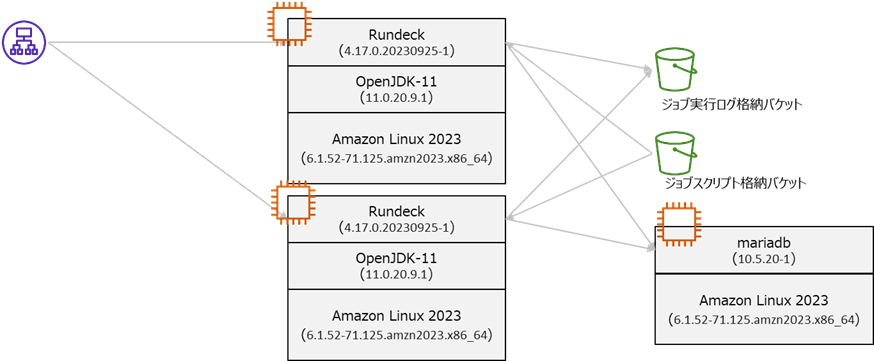 Rundeck
(4.17.0.20230925-1)
OpenJDK-11
(11.0.20.9.1)
Amazon Linux 2023
(6.1.52-71.125.amzn2023.x86_64)
Rundeck
(4.17.0.20230925-1)
OpenJDK-11
(11.0.20.9.1)
Amazon Linux 2023
(6.1.52-71.125.amzn2023.x86_64)
ジョブ実行ログ格納バケット
ジョブスクリプト格納バケット
mariadb
(10.5.20-1)
Amazon Linux 2023
(6.1.52-71.125.amzn2023.x86_64)